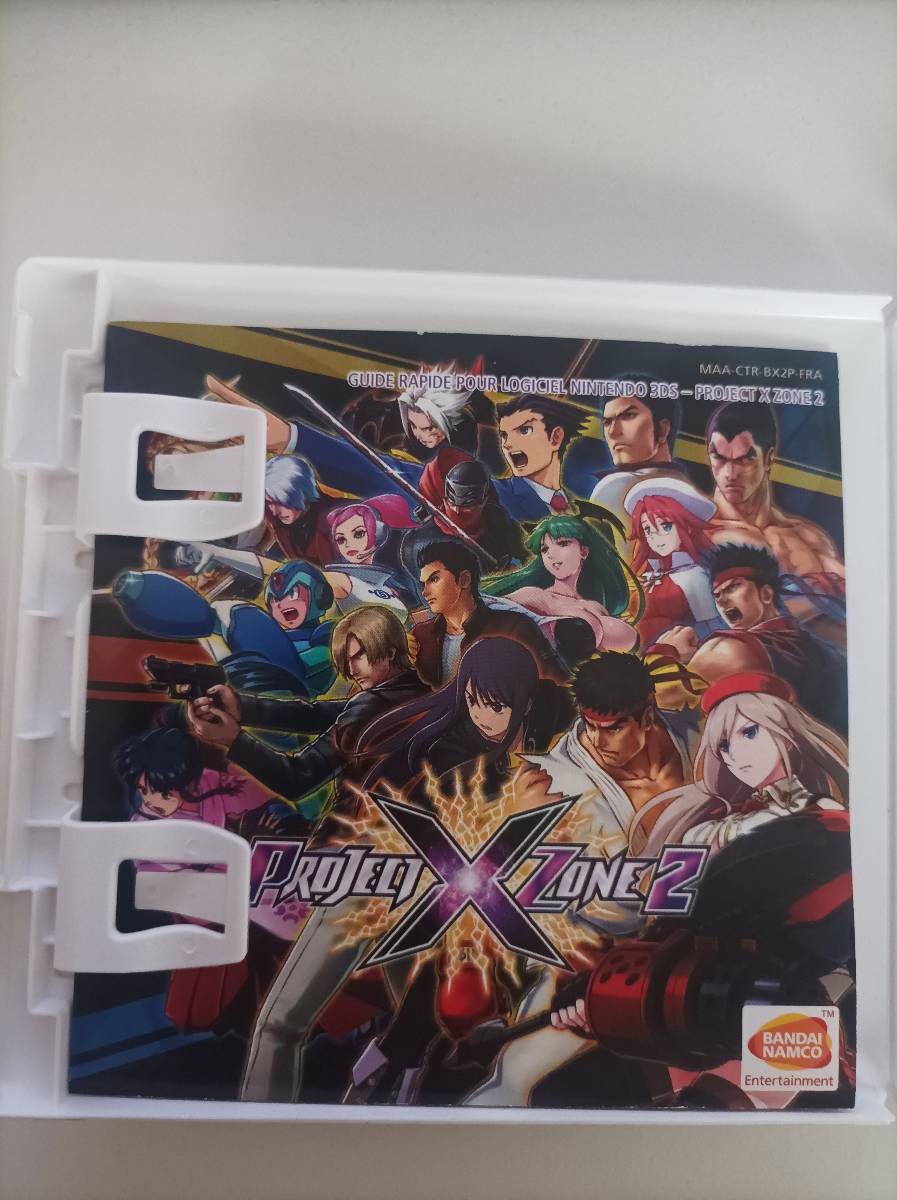 MAA-CTR-BX2P-FRA
GUIDE RAPIDE POUR LOGICIEL NINTENDO 3DS – PROJECT X ZONE 2
PROJECT X ZONE 2
TM
BANDAI
NAMCO
Entertainment